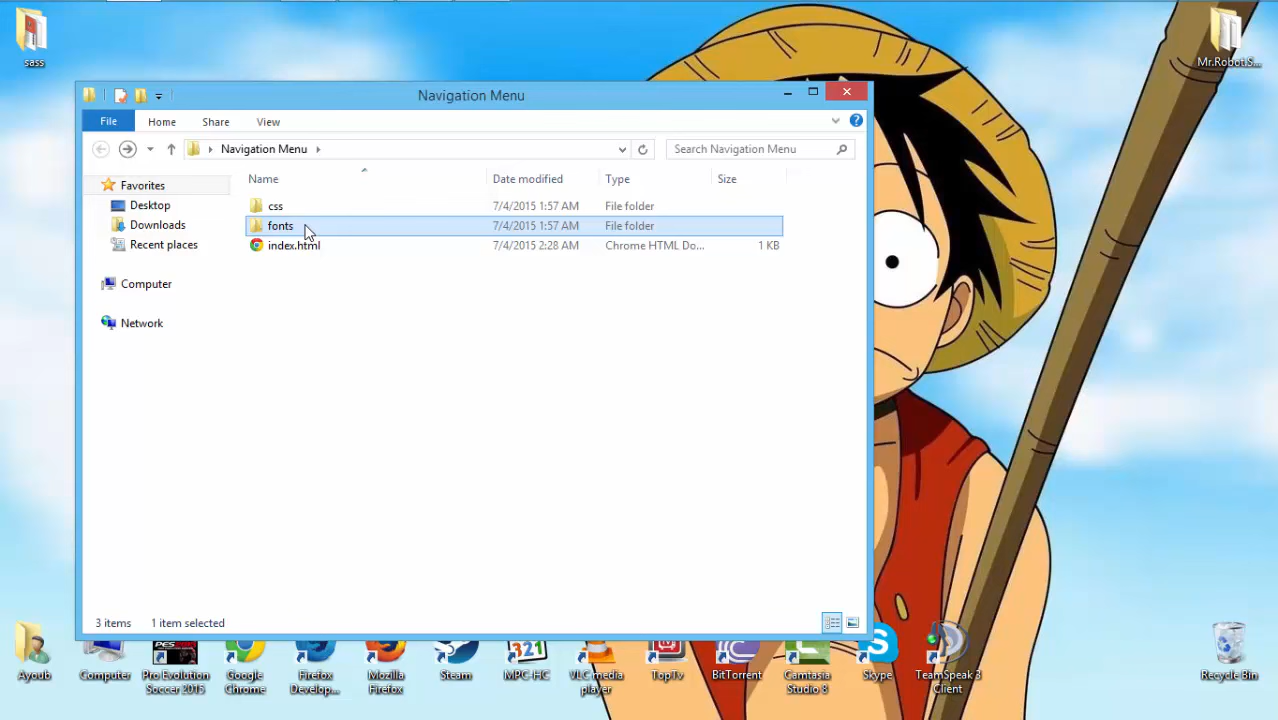 sass
Mr.Robot|S...
Navigation Menu
File Home Share View
Navigation Menu
Search Navigation Menu
Name Date modified Type Size
Favorites
Desktop
Downloads
Recent places
Computer
Network
css 7/4/2015 1:57 AM File folder
fonts 7/4/2015 1:57 AM File folder
index.html 7/4/2015 2:28 AM Chrome HTML Do... 1 KB
3 items 1 item selected
Ayoub
Computer
Pro Evolution
Soccer 2015
Google
Chrome
Firefox
Develop...
Mozilla
Firefox
Steam
321
MPC-HC
VLC media
player
TopTv
BitTorrent
Camtasia
Studio 8
Skype
TeamSpeak 3
Client
Recycle Bin